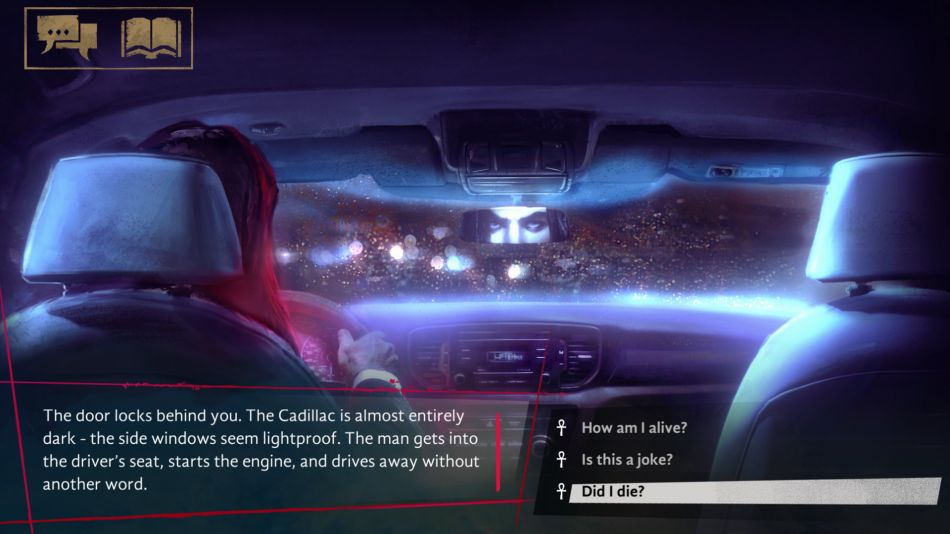 The door locks behind you. The Cadillac is almost entirely
dark - the side windows seem lightproof. The man gets into
the driver's seat, starts the engine, and drives away without
another word.
How am I alive?
Is this a joke?
Did I die?